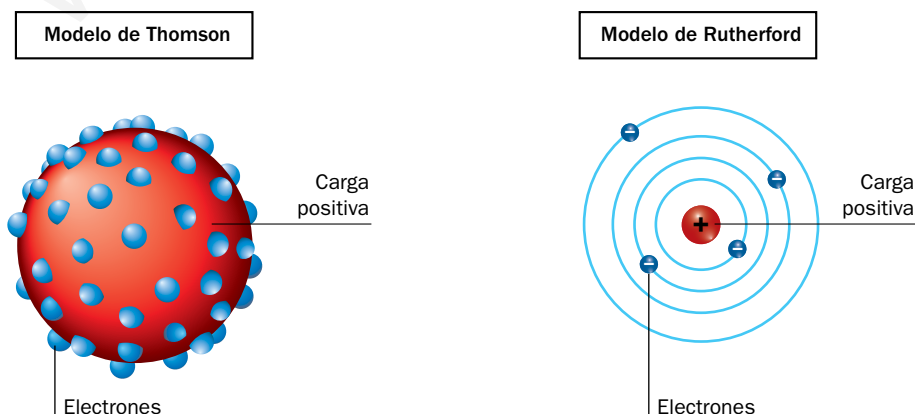 Modelo de Thomson
Carga
positiva
Electrones
Modelo de Rutherford
−
−
Carga
positiva
+
−
−
Electrones